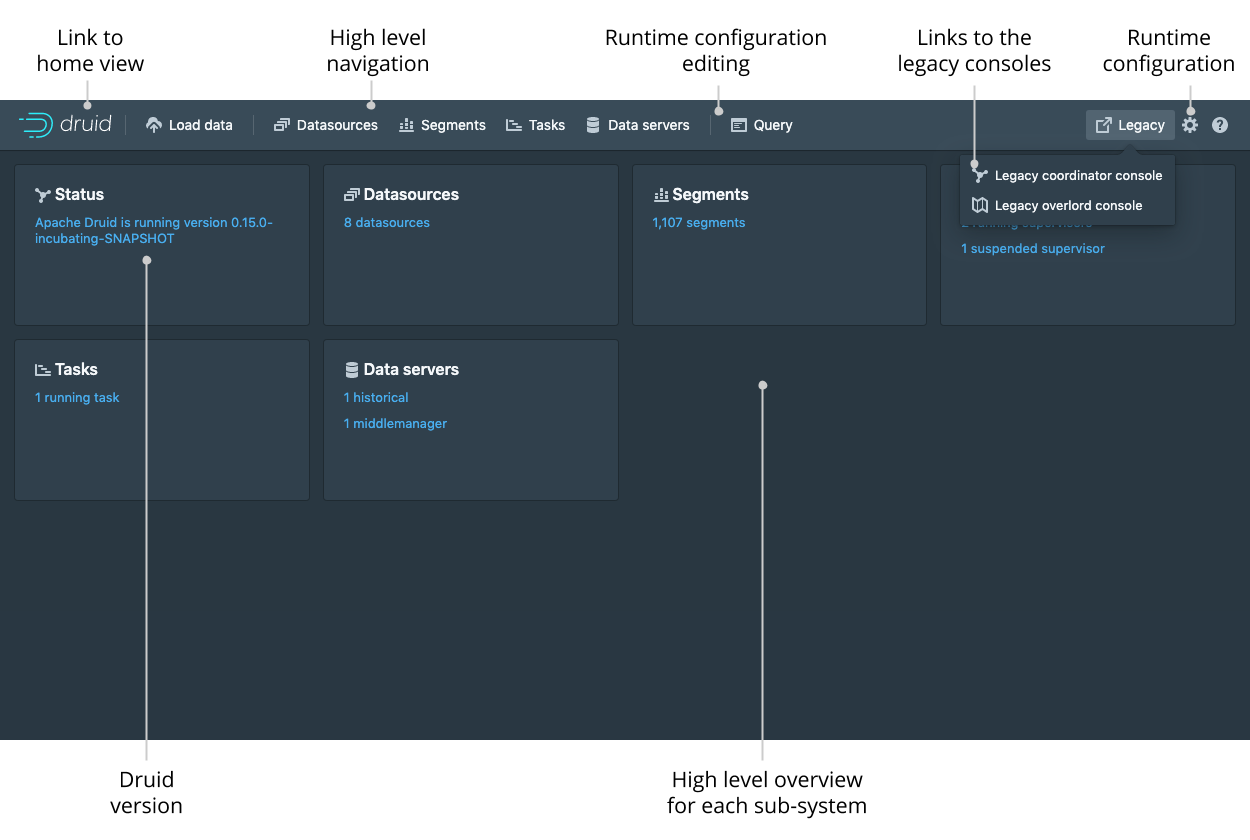 Link to
home view
High level
navigation
Runtime configuration
editing
Links to the
legacy consoles
Runtime
configuration
druid
Load data
Datasources
Segments
Tasks
Data servers
Query
Legacy
Legacy coordinator console
Legacy overlord console
Status
Apache Druid is running version 0.15.0-
incubating-SNAPSHOT
Datasources
8 datasources
Segments
1,107 segments
2 running supervisors
1 suspended supervisor
Tasks
1 running task
Data servers
1 historical
1 middlemanager
Druid
version
High level overview
for each sub-system